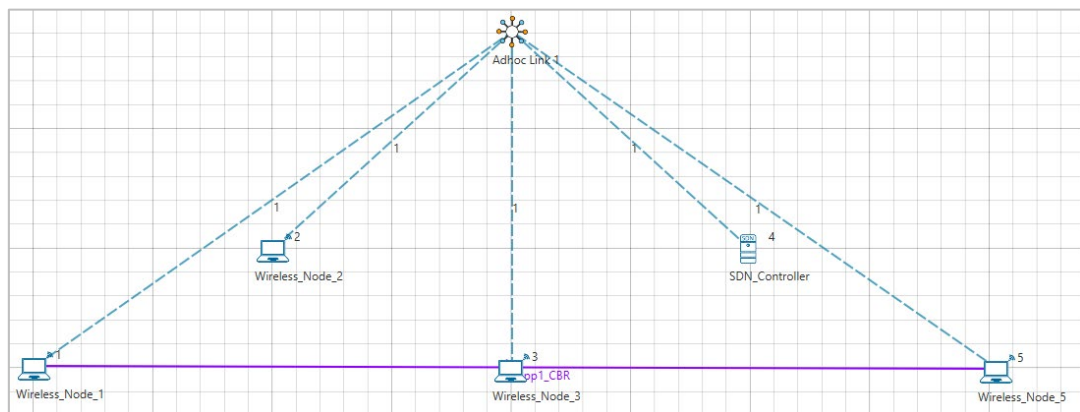 Adhoc Link 1
1
1
1
1
1
2
Wireless_Node_2
SDN
4
SDN_Controller
1
Wireless_Node_1
3
pp1_CBR
Wireless_Node_3
5
Wireless_Node_5